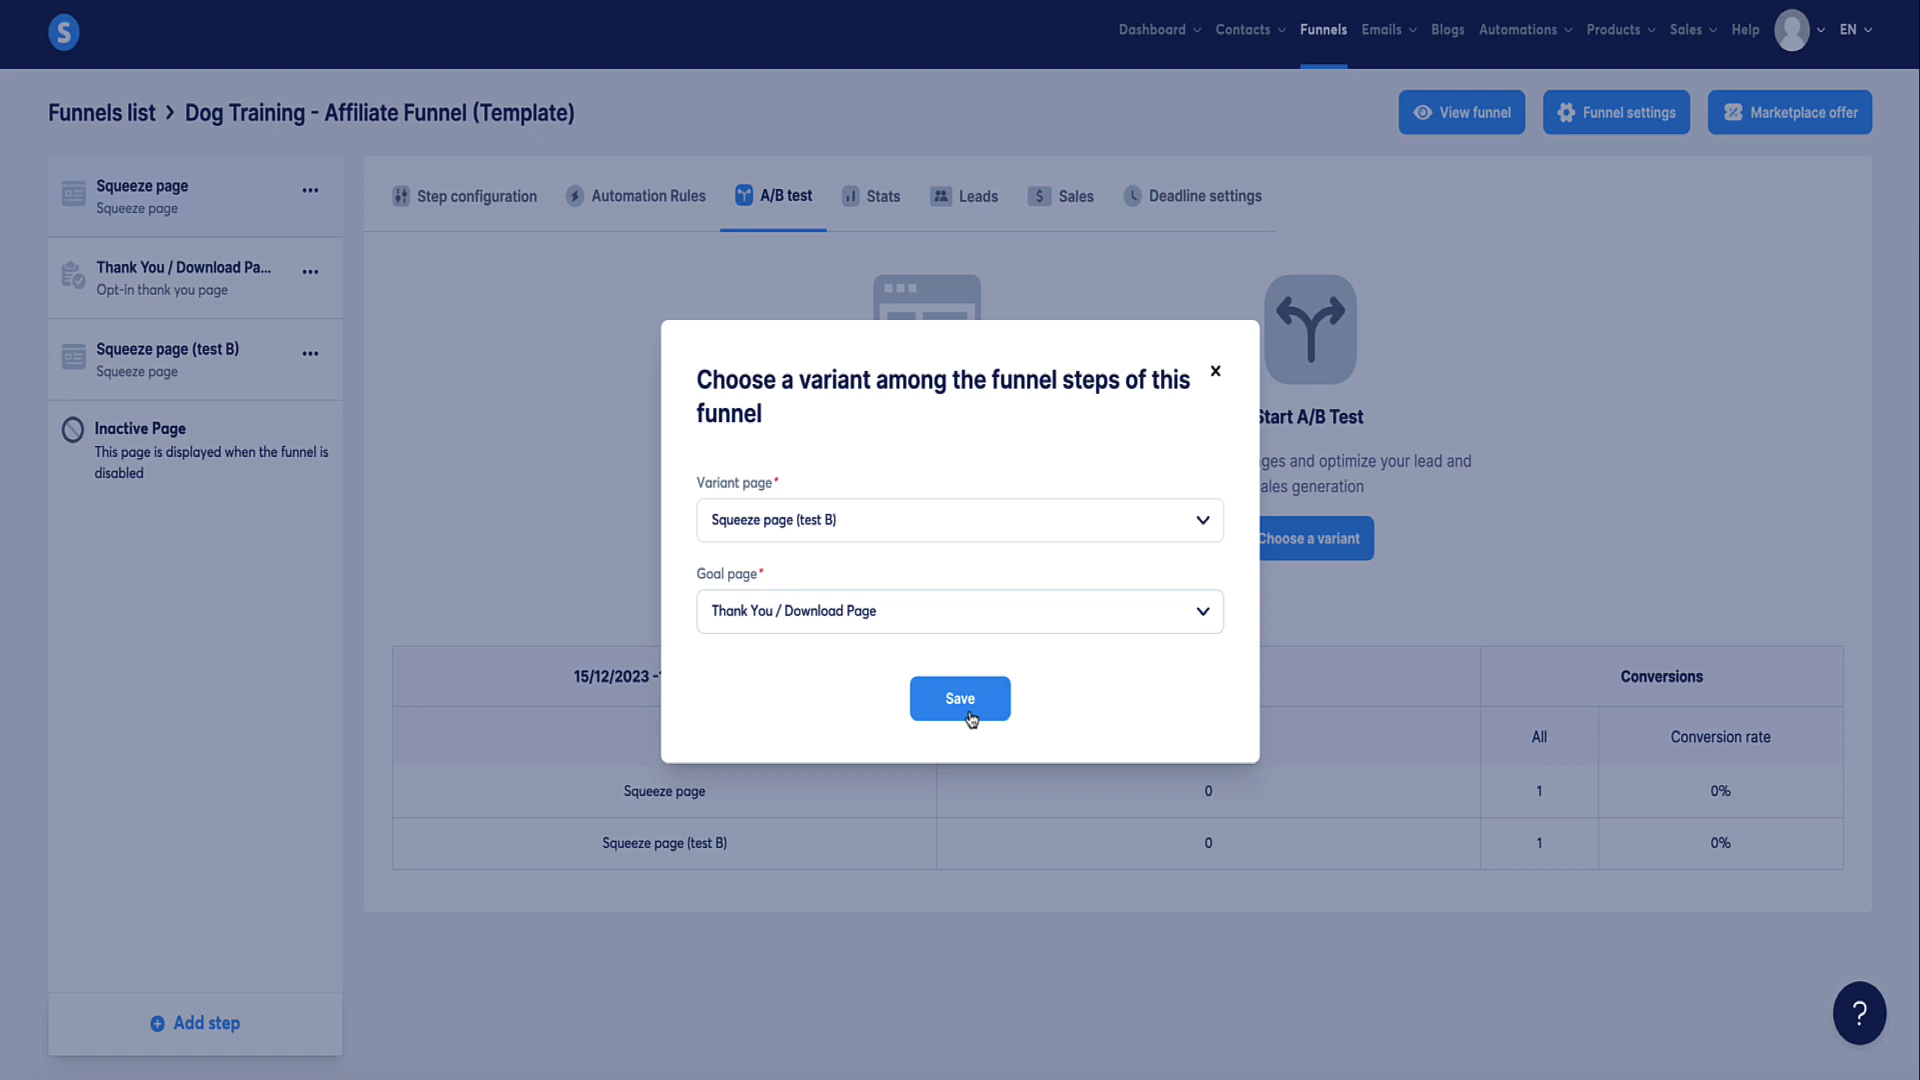 S
Dashboard
Contacts
Funnels
Emails
Blogs
Automations
Products
Sales
Help
EN
Funnels list > Dog Training - Affiliate Funnel (Template)
View funnel
Funnel settings
Marketplace offer
Squeeze page
Squeeze page
Thank You / Download Pa...
Opt-in thank you page
Squeeze page (test B)
Squeeze page
Inactive Page
This page is displayed when the funnel is
disabled
Add step
Step configuration
Automation Rules
A/B test
Stats
Leads
$ Sales
Deadline settings
Start A/B Test
and optimize your lead and
generation
Choose a variant
Choose a variant among the funnel steps of this
funnel
x
Variant page*
Squeeze page (test B)
Goal page*
Thank You / Download Page
Save
15/12/2023 -
Conversions
All
Conversion rate
Squeeze page
0
1
0%
Squeeze page (test B)
0
1
0%
?